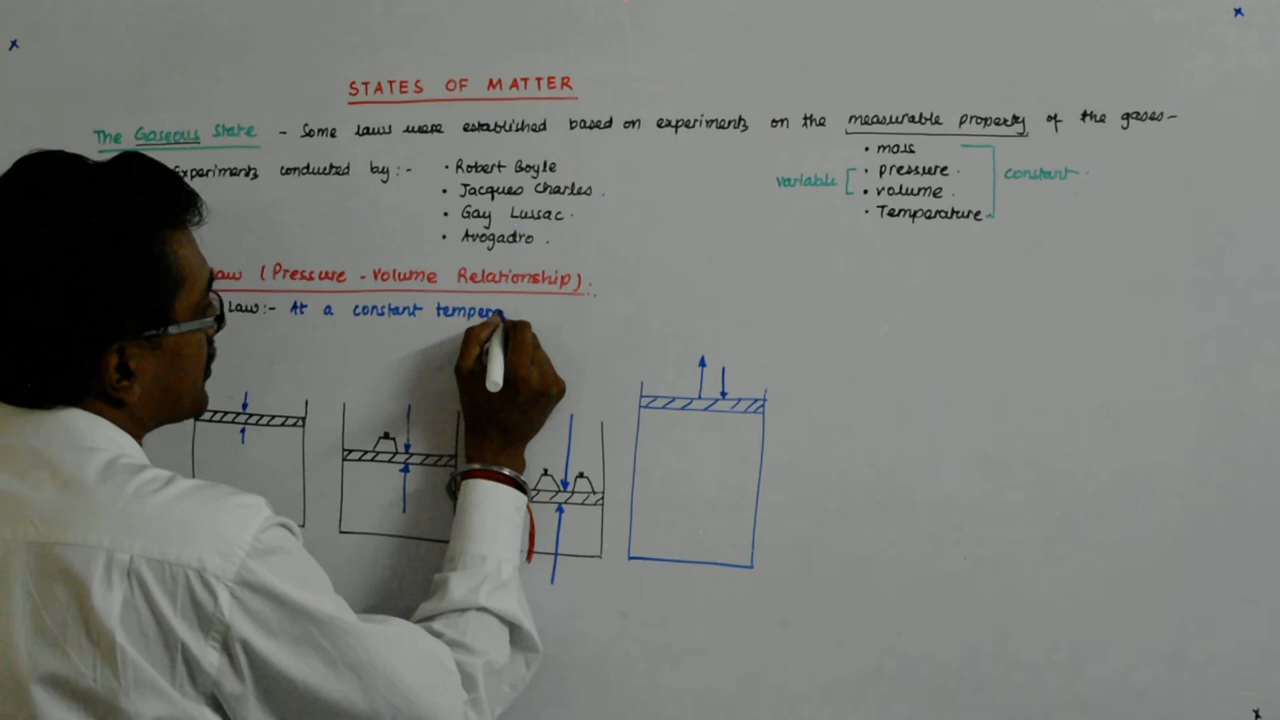 STATES OF MATTER
The Gaseous State - Some laws were established based on experiments on the measurable property of the gases-
Experiments conducted by:-
• Robert Boyle
• Jacques Charles.
• Gay Lussac.
• Avogadro.
• mass
• pressure.
• volume.
• Temperature
variable
constant.
Law (Pressure - Volume Relationship).
Law:- At a constant tempera